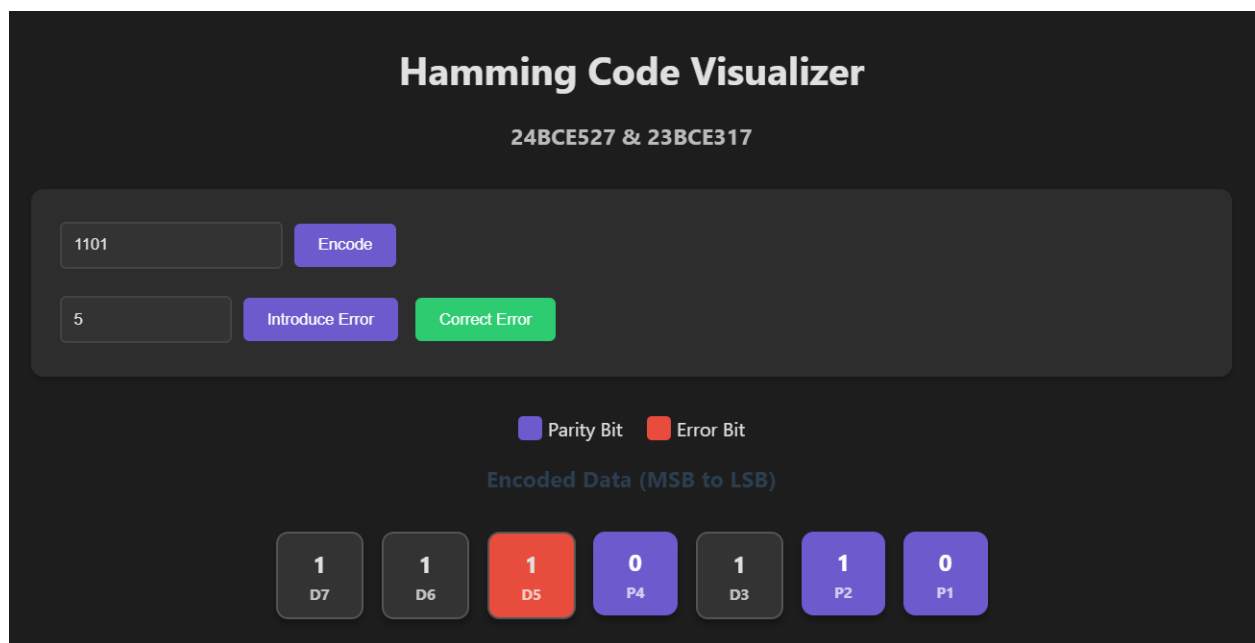 Hamming Code Visualizer
24BCE527 & 23BCE317
1101 Encode
5 Introduce Error Correct Error
Parity Bit Error Bit
Encoded Data (MSB to LSB)
1 1 1 0 1 1 0
D7 D6 D5 P4 D3 P2 P1